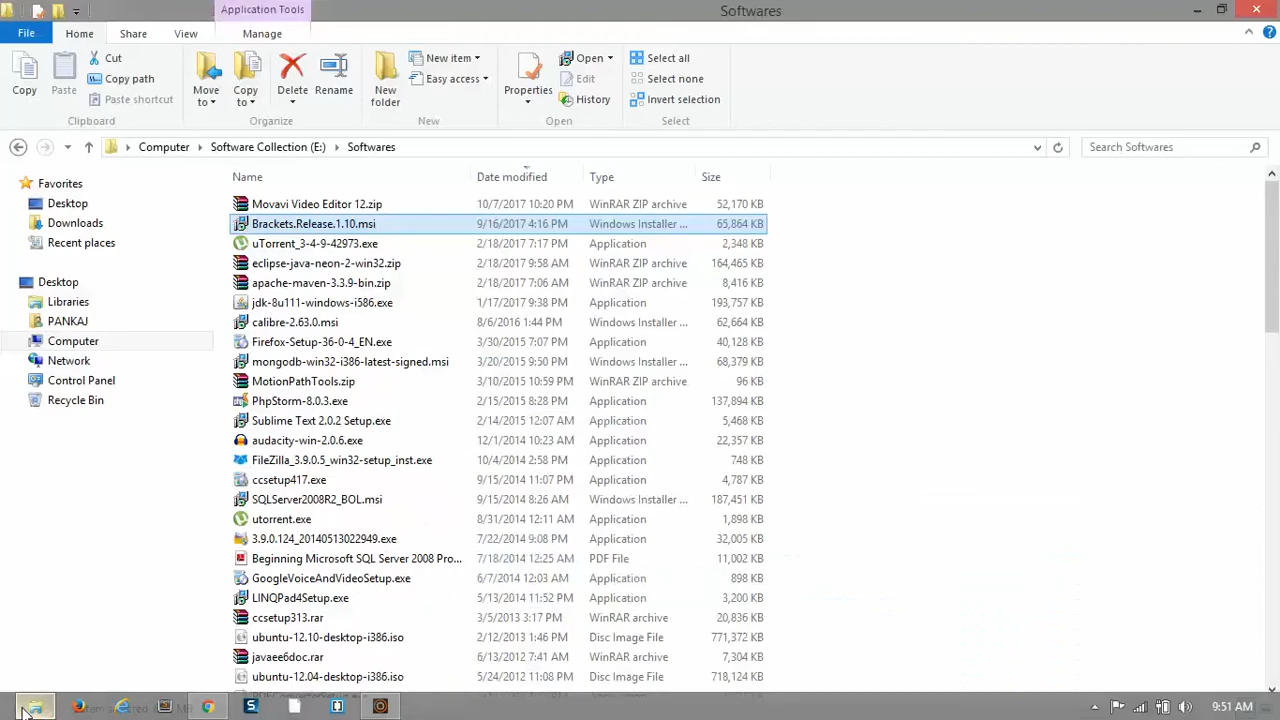 Application Tools
Softwares
File
Home
Share
View
Manage
Copy
Paste
Cut
Copy path
Paste shortcut
Clipboard
Move to
Copy to
Delete
Rename
Organize
New folder
New item
Easy access
New
Properties
Open
Edit
History
Open
Select all
Select none
Invert selection
Select
Computer
Software Collection (E:)
Softwares
Search Softwares
Favorites
Desktop
Downloads
Recent places
Desktop
Libraries
PANKAJ
Computer
Network
Control Panel
Recycle Bin
Name Date modified Type Size
Movavi Video Editor 12.zip 10/7/2017 10:20 PM WinRAR ZIP archive 52,170 KB
Brackets.Release.1.10.msi 9/16/2017 4:16 PM Windows Installer ... 65,864 KB
uTorrent_3-4-9-42973.exe 2/18/2017 7:17 PM Application 2,348 KB
eclipse-java-neon-2-win32.zip 2/18/2017 9:58 AM WinRAR ZIP archive 164,465 KB
apache-maven-3.3.9-bin.zip 2/18/2017 7:06 AM WinRAR ZIP archive 8,416 KB
jdk-8u111-windows-i586.exe 1/17/2017 9:38 PM Application 193,757 KB
calibre-2.63.0.msi 8/6/2016 1:44 PM Windows Installer ... 62,664 KB
Firefox-Setup-36-0-4_EN.exe 3/30/2015 7:07 PM Application 40,128 KB
mongodb-win32-i386-latest-signed.msi 3/20/2015 9:50 PM Windows Installer ... 68,379 KB
MotionPathTools.zip 3/10/2015 10:59 PM WinRAR ZIP archive 96 KB
PhpStorm-8.0.3.exe 2/15/2015 8:28 PM Application 137,894 KB
Sublime Text 2.0.2 Setup.exe 2/14/2015 12:07 AM Application 5,468 KB
audacity-win-2.0.6.exe 12/1/2014 10:23 AM Application 22,357 KB
FileZilla_3.9.0.5_win32-setup_inst.exe 10/4/2014 2:58 PM Application 748 KB
ccsetup417.exe 9/15/2014 11:07 PM Application 4,787 KB
SQLServer2008R2_BOL.msi 9/15/2014 8:26 AM Windows Installer ... 187,451 KB
utorrent.exe 8/31/2014 12:11 AM Application 1,898 KB
3.9.0.124_20140513022949.exe 7/22/2014 9:08 PM Application 32,005 KB
Beginning Microsoft SQL Server 2008 Pro... 7/18/2014 12:25 AM PDF File 11,002 KB
GoogleVoiceAndVideoSetup.exe 6/7/2014 12:03 AM Application 898 KB
LINQPad4Setup.exe 5/13/2014 11:52 PM Application 3,200 KB
ccsetup313.rar 3/5/2013 3:17 PM WinRAR archive 20,836 KB
ubuntu-12.10-desktop-i386.iso 2/12/2013 1:46 PM Disc Image File 771,372 KB
javaee6doc.rar 6/13/2012 7:41 AM WinRAR archive 7,304 KB
ubuntu-12.04-desktop-i386.iso 5/24/2012 11:08 PM Disc Image File 718,124 KB
9:51 AM